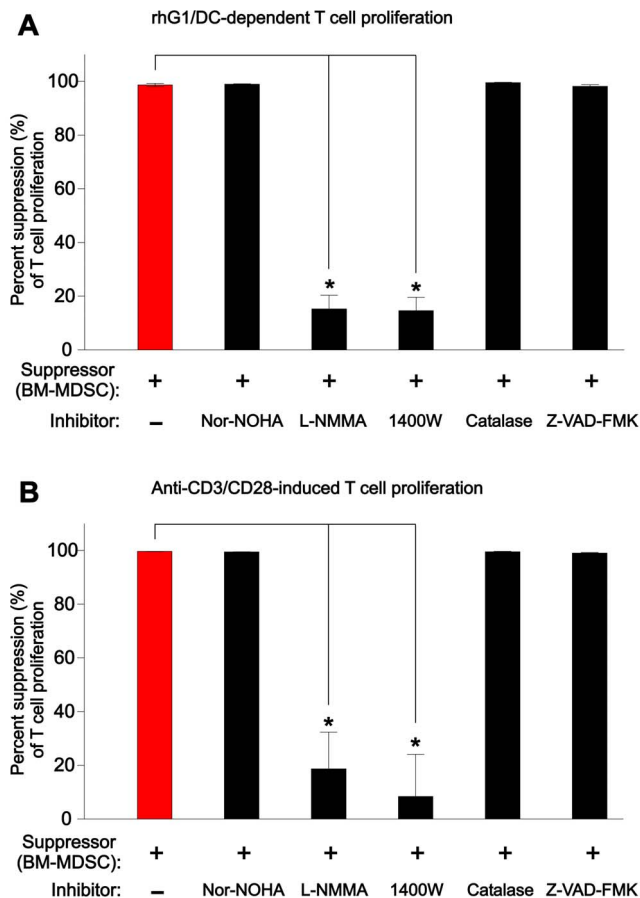 A
rhG1/DC-dependent T cell proliferation
Percent suppression (%)
of T cell proliferation
100
80
60
40
20
0
* *
Suppressor
(BM-MDSC): + + + + + +
Inhibitor: – Nor-NOHA L-NMMA 1400W Catalase Z-VAD-FMK
B
Anti-CD3/CD28-induced T cell proliferation
Percent suppression (%)
of T cell proliferation
100
80
60
40
20
0
* *
Suppressor
(BM-MDSC): + + + + + +
Inhibitor: – Nor-NOHA L-NMMA 1400W Catalase Z-VAD-FMK